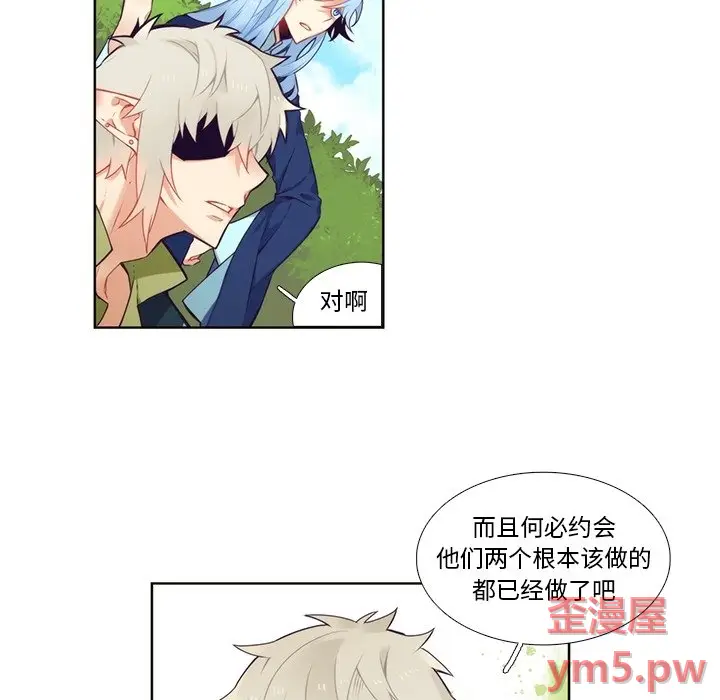 对啊
而且何必约会
他们两个根本该做的
都已经做了吧
歪漫屋
ym5.pw